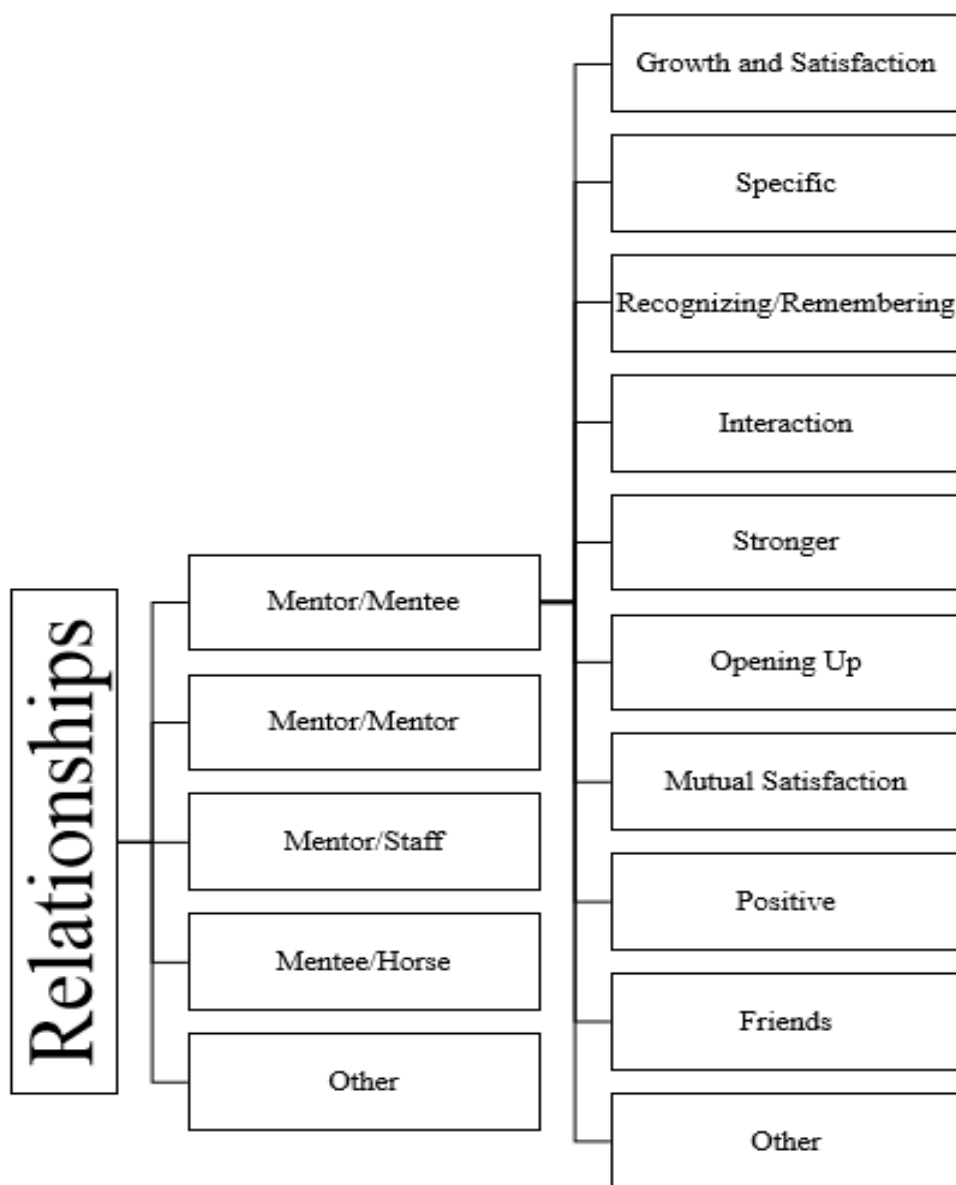 Relationships
Mentor/Mentee
Mentor/Mentor
Mentor/Staff
Mentee/Horse
Other
Growth and Satisfaction
Specific
Recognizing/Remembering
Interaction
Stronger
Opening Up
Mutual Satisfaction
Positive
Friends
Other